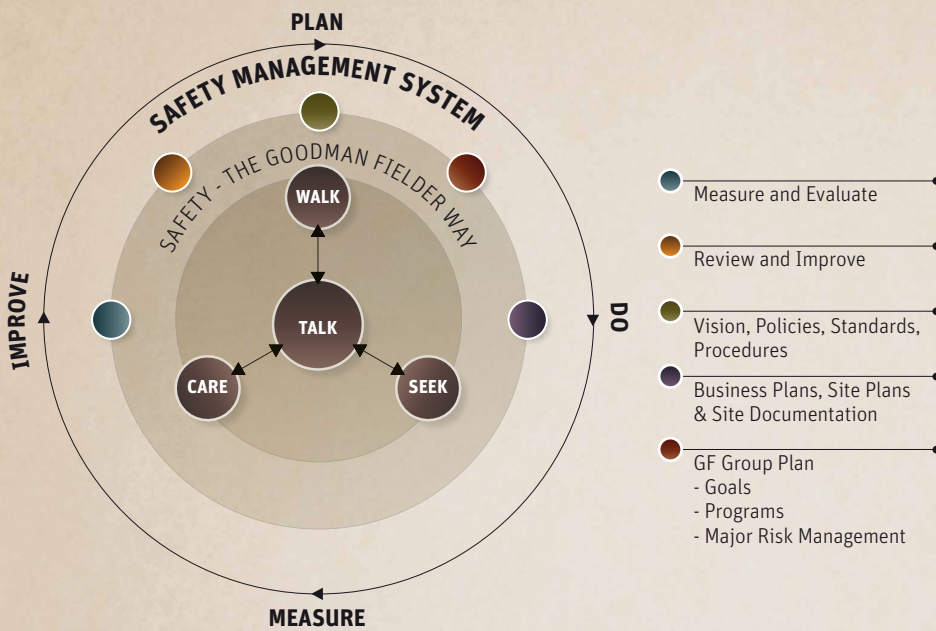 PLAN
SAFETY MANAGEMENT SYSTEM
SAFETY - THE GOODMAN FIELDER WAY
WALK
TALK
CARE
SEEK
IMPROVE
DO
MEASURE
Measure and Evaluate
Review and Improve
Vision, Policies, Standards,
Procedures
Business Plans, Site Plans
& Site Documentation
GF Group Plan
- Goals
- Programs
- Major Risk Management